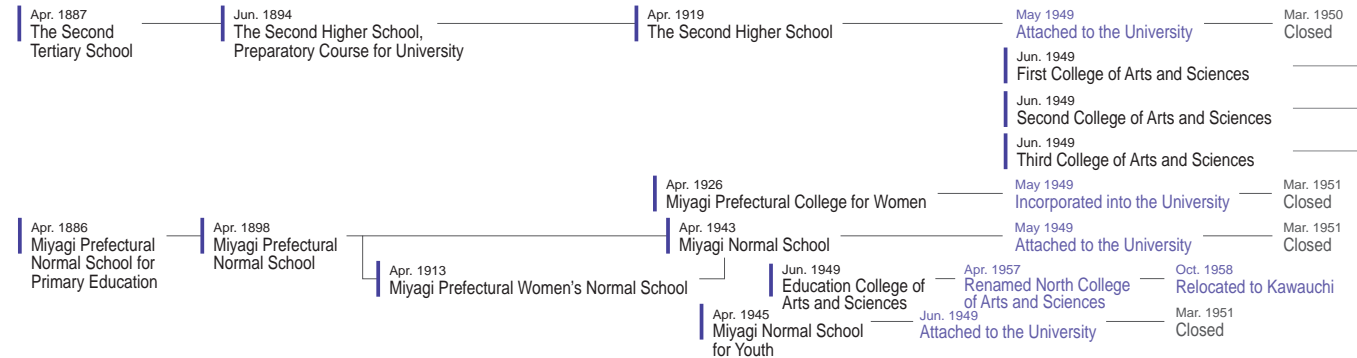 Apr. 1887
The Second
Tertiary School
Jun. 1894
The Second Higher School,
Preparatory Course for University
Apr. 1919
The Second Higher School
May 1949
Attached to the University
Mar. 1950
Closed
Jun. 1949
First College of Arts and Sciences
Jun. 1949
Second College of Arts and Sciences
Jun. 1949
Third College of Arts and Sciences
Apr. 1926
Miyagi Prefectural College for Women
May 1949
Incorporated into the University
Mar. 1951
Closed
Apr. 1886
Miyagi Prefectural
Normal School for
Primary Education
Apr. 1898
Miyagi Prefectural
Normal School
Apr. 1943
Miyagi Normal School
May 1949
Attached to the University
Mar. 1951
Closed
Apr. 1913
Miyagi Prefectural Women's Normal School
Jun. 1949
Education College of
Arts and Sciences
Apr. 1957
Renamed North College
of Arts and Sciences
Oct. 1958
Relocated to Kawauchi
Apr. 1945
Miyagi Normal School
for Youth
Jun. 1949
Attached to the University
Mar. 1951
Closed